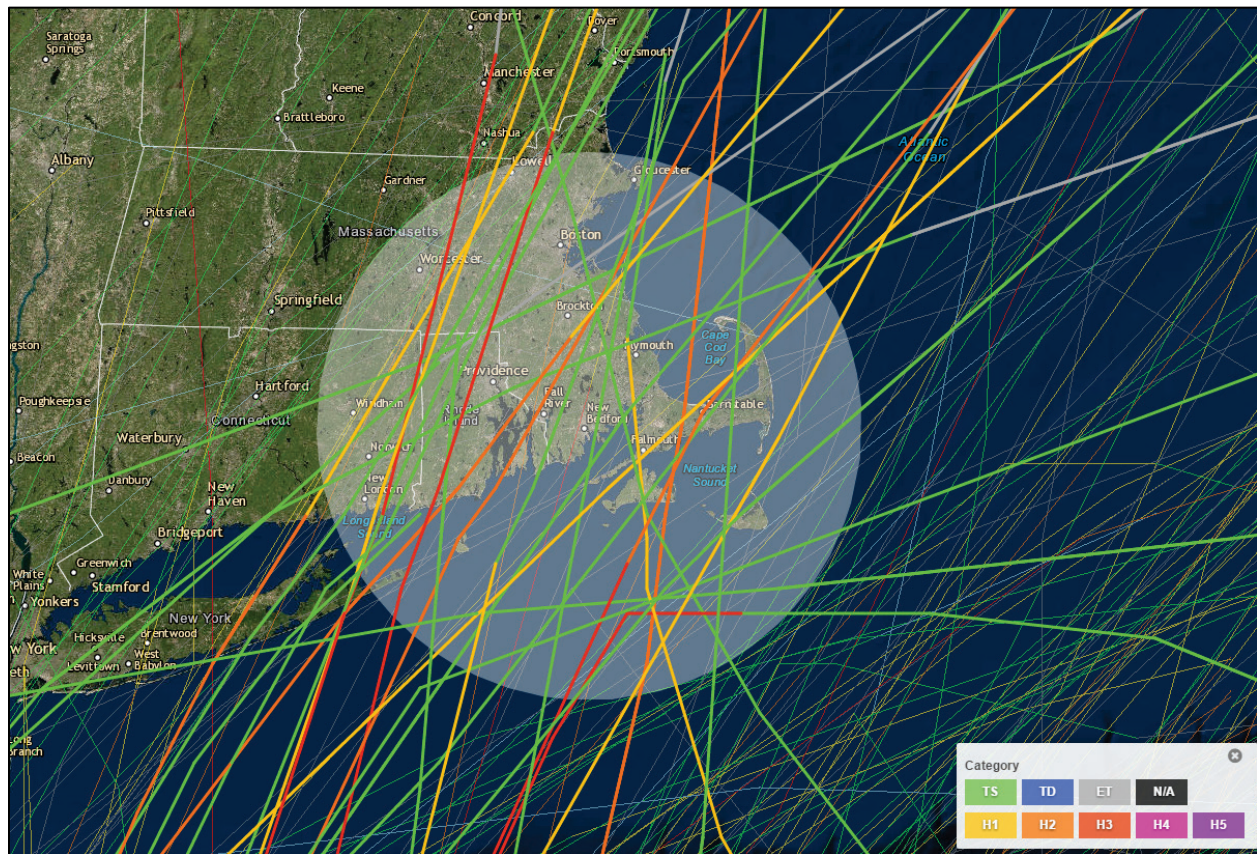 Concord
Dover
Saratoga
Springs
Portsmouth
Manchester
Keene
Brattleboro
Nashua
Atlantic
Ocean
Albany
Lowell
Gloucester
Gardner
Pittsfield
Massachusetts
Boston
Worcester
Springfield
Brockton
Cape
Cod
Bay
Plymouth
ngston
Providence
Hartford
Poughkeepsie
Windham
Fall
River
New
Bedford
Barnstable
Rhode
Island
Connecticut
Waterbury
Falmouth
Norwich
Beacon
Nantucket
Sound
Danbury
New
London
New
Haven
Long Island
Sound
Bridgeport
Greenwich
White
Plains
Stamford
Yonkers
New York
Hicksville
Brentwood
w York
Levittown
West
Babylon
eth
Long
Branch
Category
TS TD ET N/A
H1 H2 H3 H4 H5